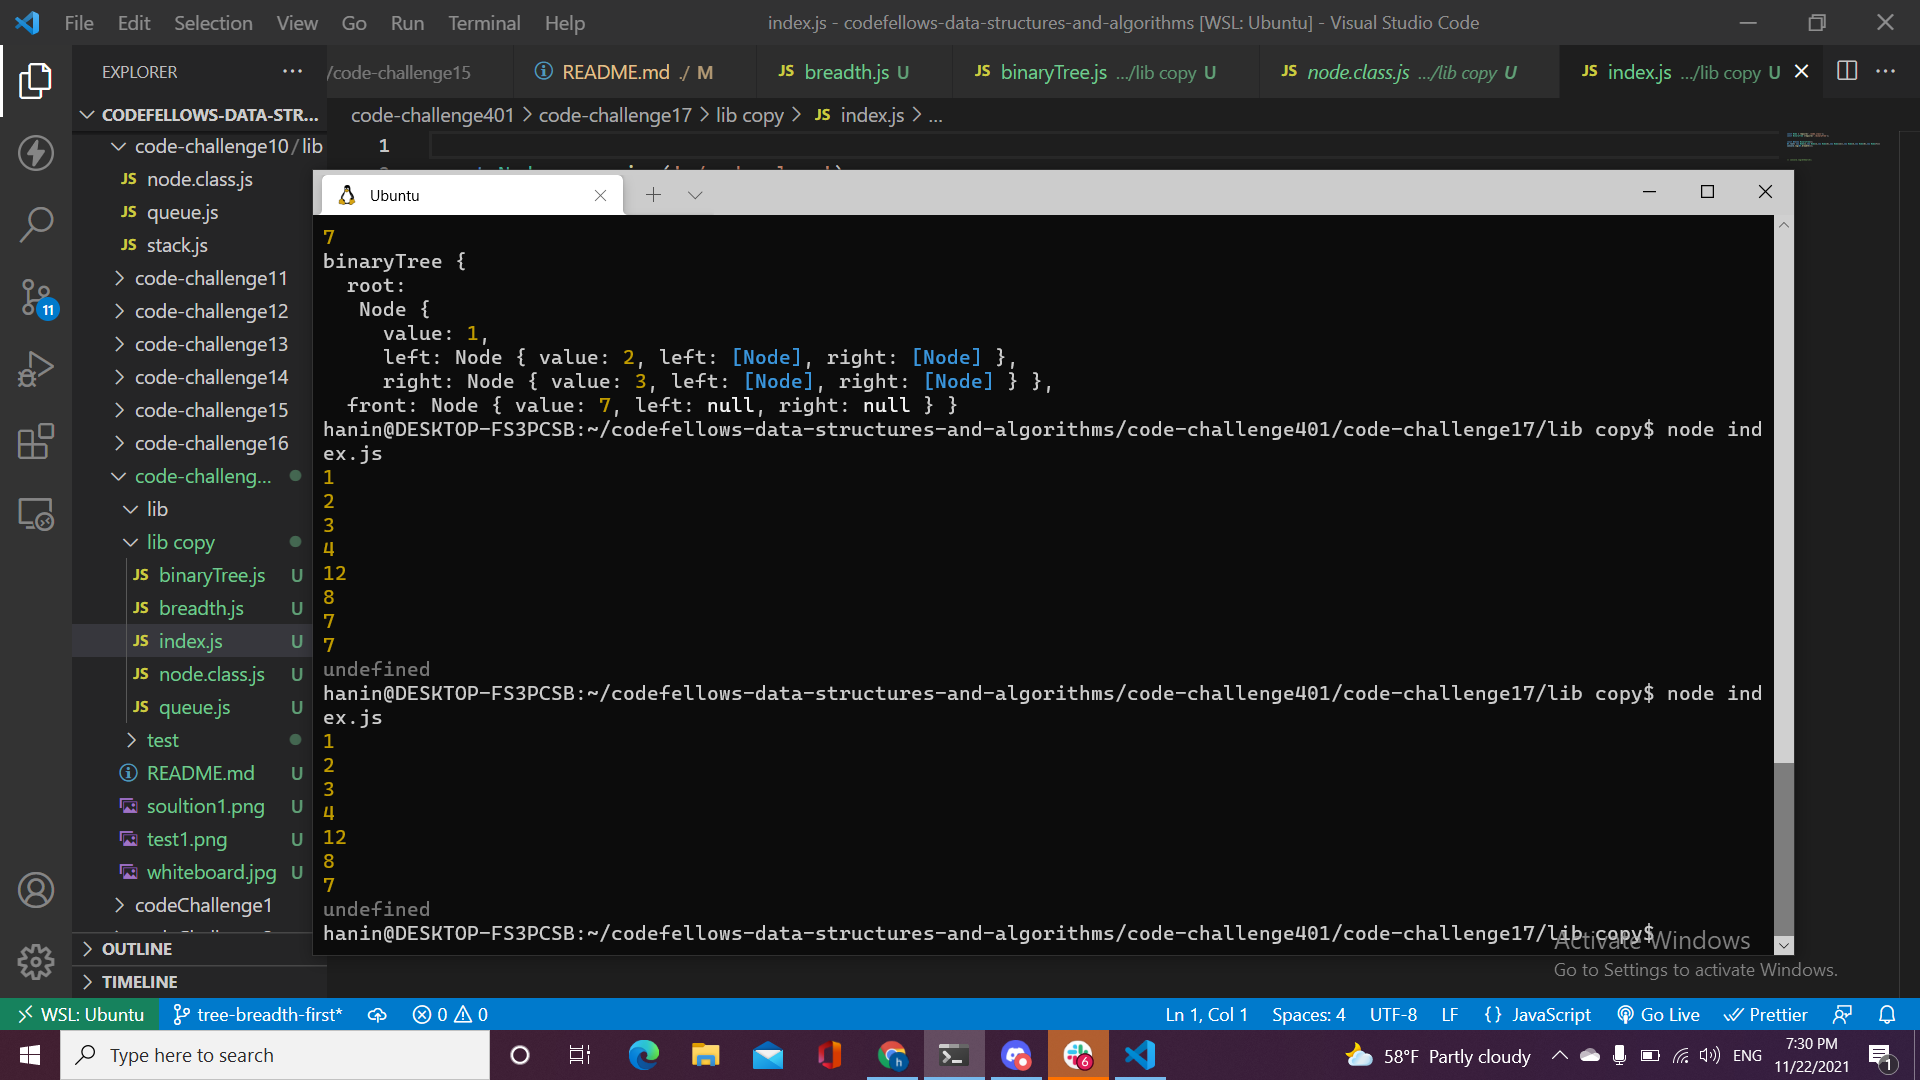 File Edit Selection View Go Run Terminal Help
index.js - codefellows-data-structures-and-algorithms [WSL: Ubuntu] - Visual Studio Code
EXPLORER
/code-challenge15
README.md ./ M
JS breadth.js U
JS binaryTree.js .../lib copy U
JS node.class.js .../lib copy U
JS index.js .../lib copy U
CODEFELLOWS-DATA-STR...
code-challenge401 > code-challenge17 > lib copy > JS index.js > ...
1
code-challenge10/lib
JS node.class.js
JS queue.js
JS stack.js
code-challenge11
code-challenge12
code-challenge13
code-challenge14
code-challenge15
code-challenge16
code-challeng...
lib
lib copy
JS binaryTree.js U
JS breadth.js U
JS index.js U
JS node.class.js U
JS queue.js U
test
README.md U
soultion1.png U
test1.png U
whiteboard.jpg U
codeChallenge1
OUTLINE
TIMELINE
11
Ubuntu
7
binaryTree {
root:
Node {
value: 1,
left: Node { value: 2, left: [Node], right: [Node] },
right: Node { value: 3, left: [Node], right: [Node] } },
front: Node { value: 7, left: null, right: null } }
hanin@DESKTOP-FS3PCSB:~/codefellows-data-structures-and-algorithms/code-challenge401/code-challenge17/lib copy$ node ind
ex.js
1
2
3
4
12
8
7
7
undefined
hanin@DESKTOP-FS3PCSB:~/codefellows-data-structures-and-algorithms/code-challenge401/code-challenge17/lib copy$ node ind
ex.js
1
2
3
4
12
8
7
undefined
hanin@DESKTOP-FS3PCSB:~/codefellows-data-structures-and-algorithms/code-challenge401/code-challenge17/lib copy$
Activate Windows
Go to Settings to activate Windows.
WSL: Ubuntu tree-breadth-first* 0 0 Ln 1, Col 1 Spaces: 4 UTF-8 LF {} JavaScript Go Live Prettier
Type here to search
6
58°F Partly cloudy
ENG
7:30 PM
11/22/2021
1